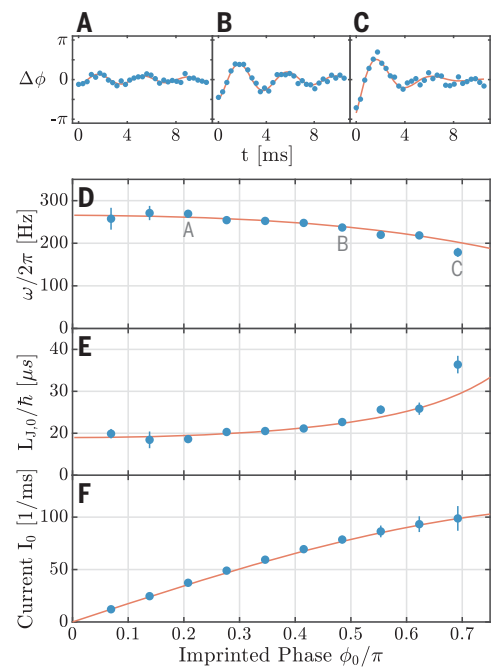 A B C
π
Δϕ 0
-π
0 4 8 0 4 8 0 4 8
t [ms]
D
300
200
100
0
ω/2π [Hz]
A
B
C
E
40
30
20
10
L_J,0/ħ [μs]
F
100
50
0
Current I_0 [1/ms]
0 0.1 0.2 0.3 0.4 0.5 0.6 0.7
Imprinted Phase ϕ_0/π